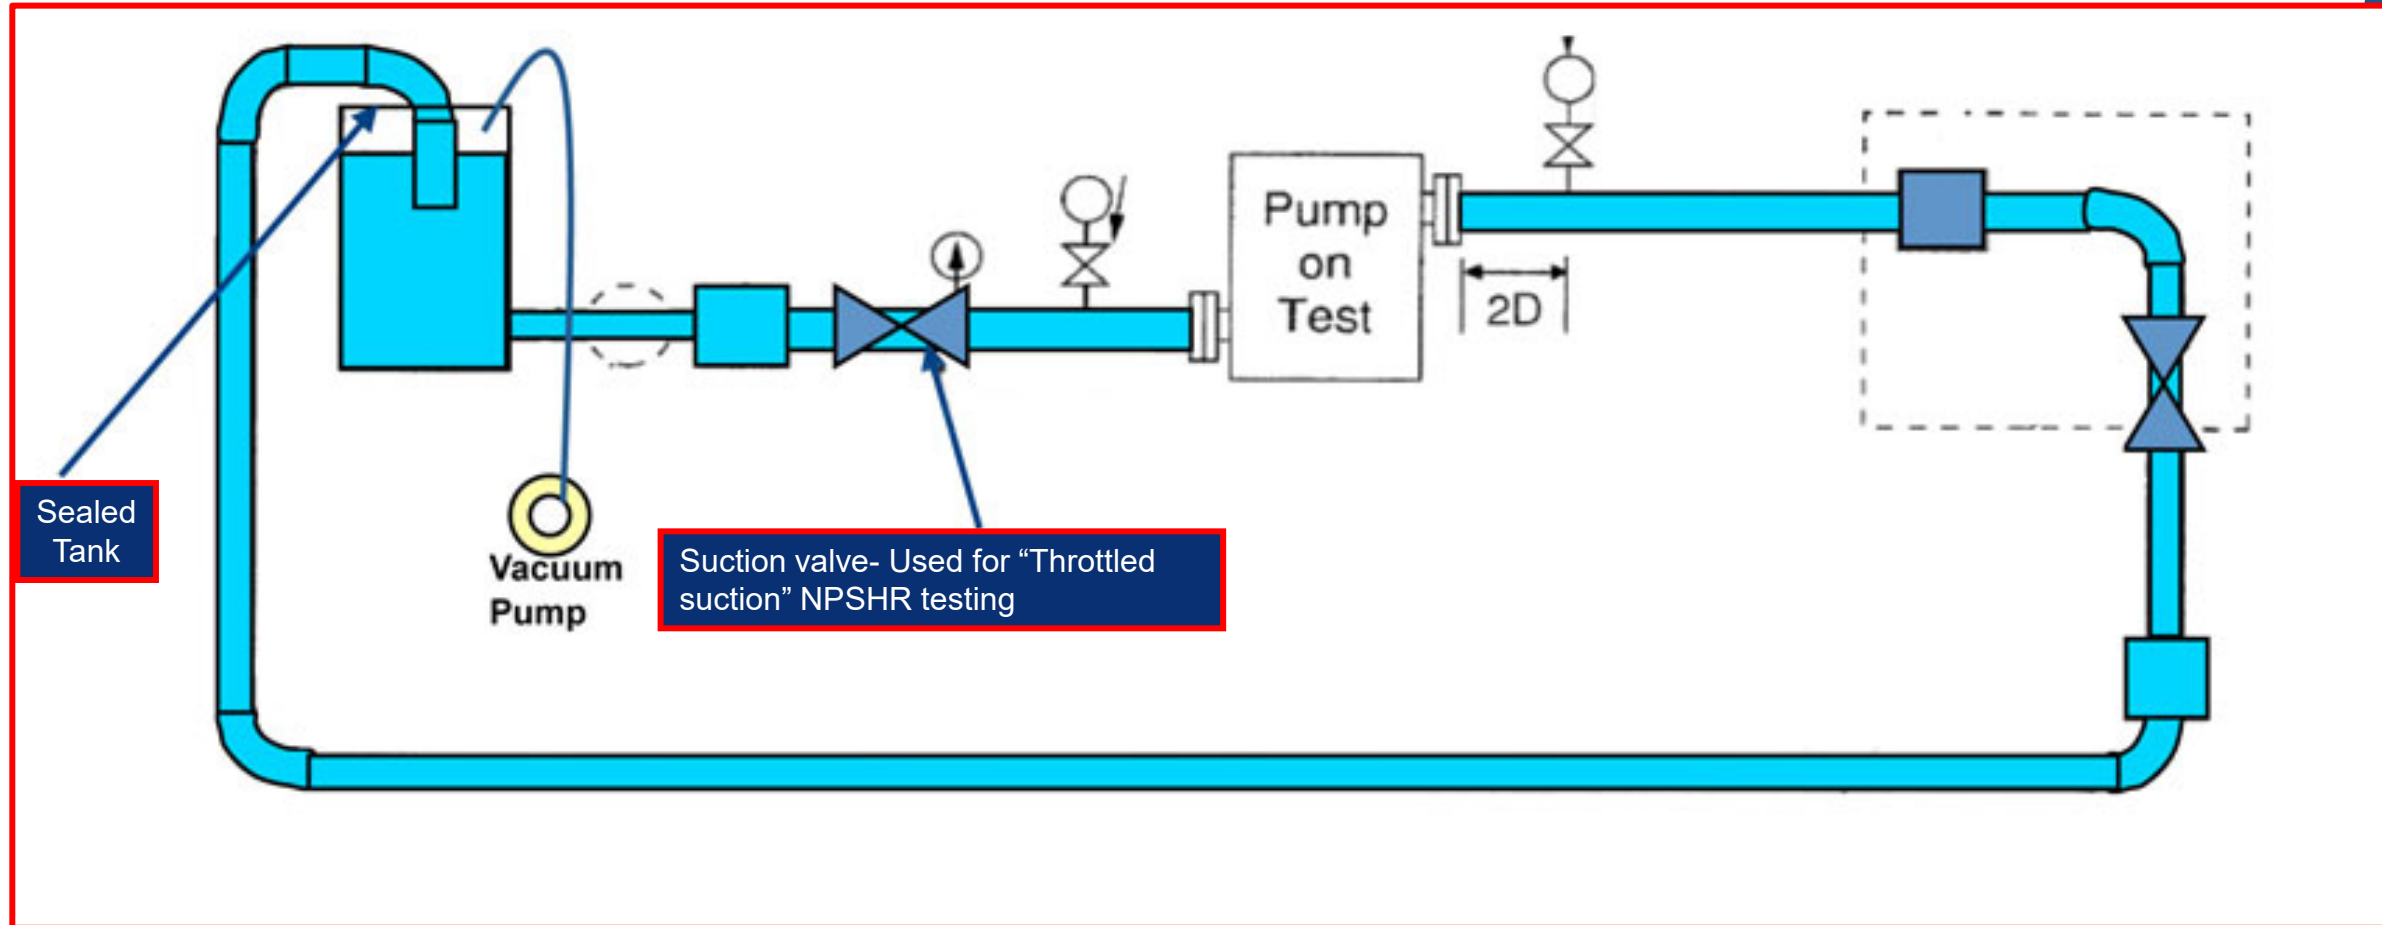 Pump
on
Test
2D
Sealed
Tank
Vacuum
Pump
Suction valve- Used for “Throttled
suction” NPSHR testing